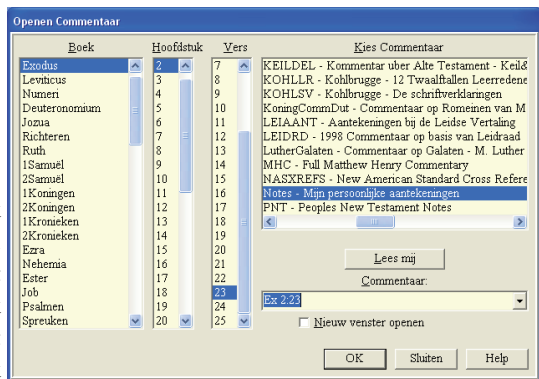 Openen Commentaar
Boek
Exodus
Leviticus
Numeri
Deuteronomium
Jozua
Richteren
Ruth
1Samuël
2Samuël
1Koningen
2Koningen
1Kronieken
2Kronieken
Ezra
Nehemia
Ester
Job
Psalmen
Spreuken
Hoofdstuk
2
3
4
5
6
7
8
9
10
11
12
13
14
15
16
17
18
19
20
Vers
7
8
9
10
11
12
13
14
15
16
17
18
19
20
21
22
23
24
25
Kies Commentaar
KEILDEL - Kommentar uber Alte Testament - Keil&
KOHLLR - Kohlbrugge - 12 Twaalftallen Leerredene
KOHLSV - Kohlbrugge - De schriftverklaringen
KoningCommDut - Commentaar op Romeinen van M
LEIAANT - Aantekeningen bij de Leidse Vertaling
LEIDRD - 1998 Commentaar op basis van Leidraad
LutherGalaten - Commentaar op Galaten - M. Luther
MHC - Full Matthew Henry Commentary
NASXREFS - New American Standard Cross Refere
Notes - Mijn persoonlijke aantekeningen
PNT - Peoples New Testament Notes
Lees mij
Commentaar:
Ex 2:23
Nieuw venster openen
OK Sluiten Help